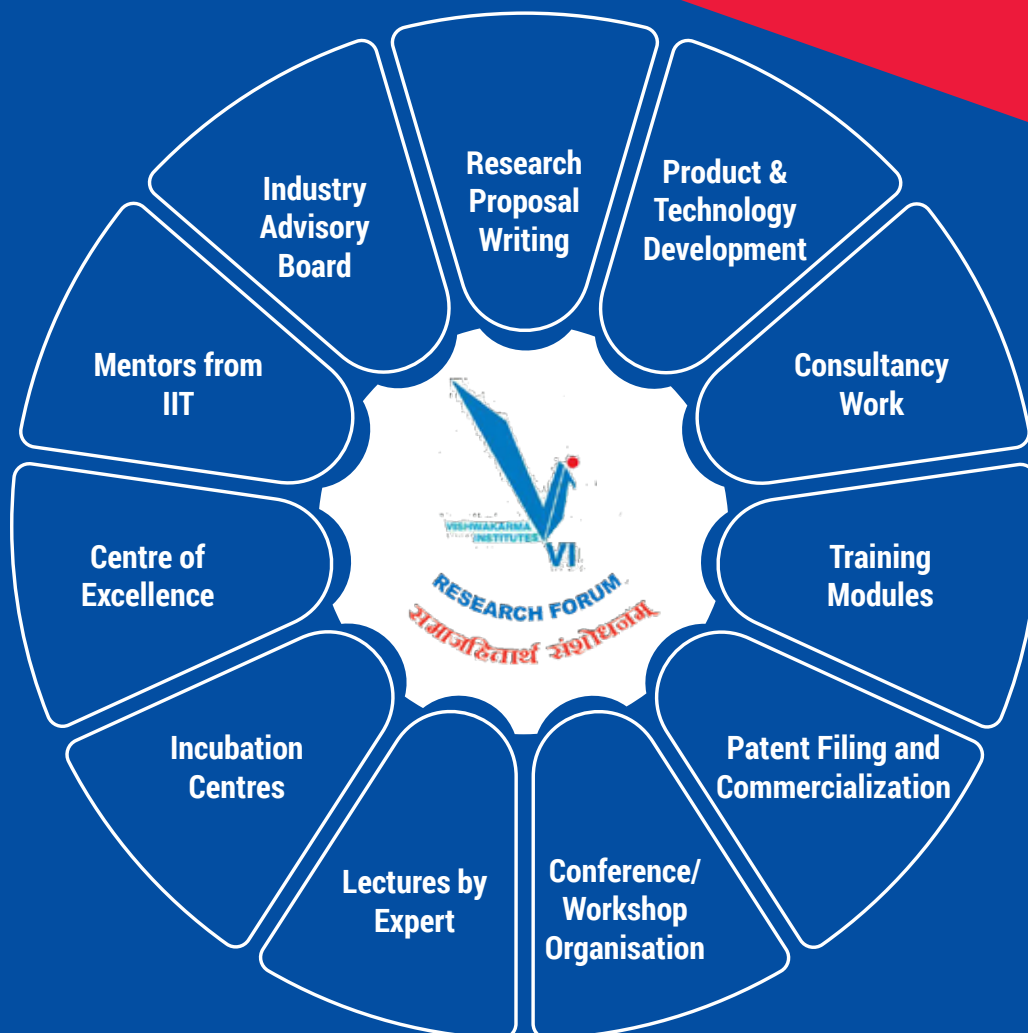 Research
Proposal
Writing
Product &
Technology
Development
Consultancy
Work
Training
Modules
Patent Filing and
Commercialization
Conference/
Workshop
Organisation
Lectures by
Expert
Incubation
Centres
Centre of
Excellence
Mentors from
IIT
Industry
Advisory
Board
VISHWAKARMA
INSTITUTES
VI
RESEARCH FORUM
समाजहितार्थ संशोधनम्